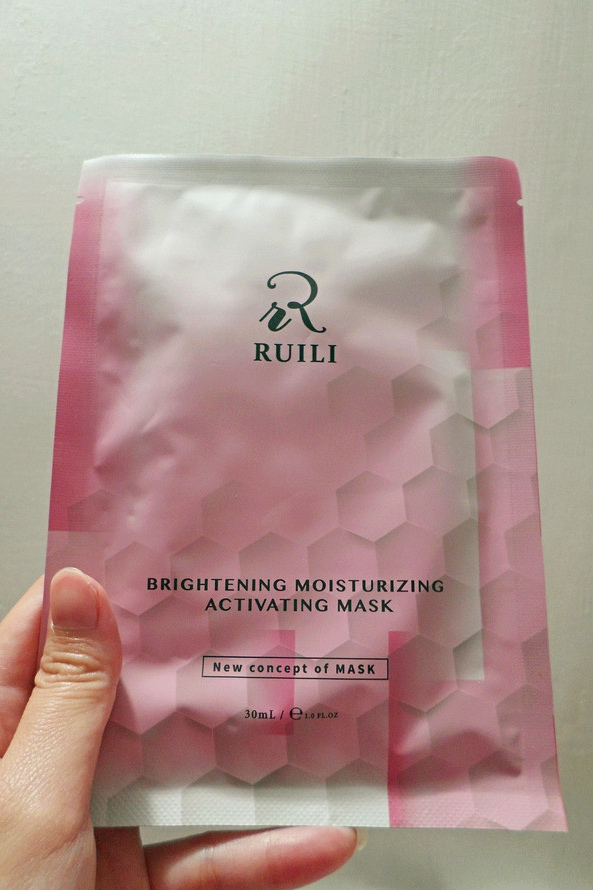 R
RUILI
BRIGHTENING MOISTURIZING
ACTIVATING MASK
New concept of MASK
30mL / ℮ 1.0 FL.OZ